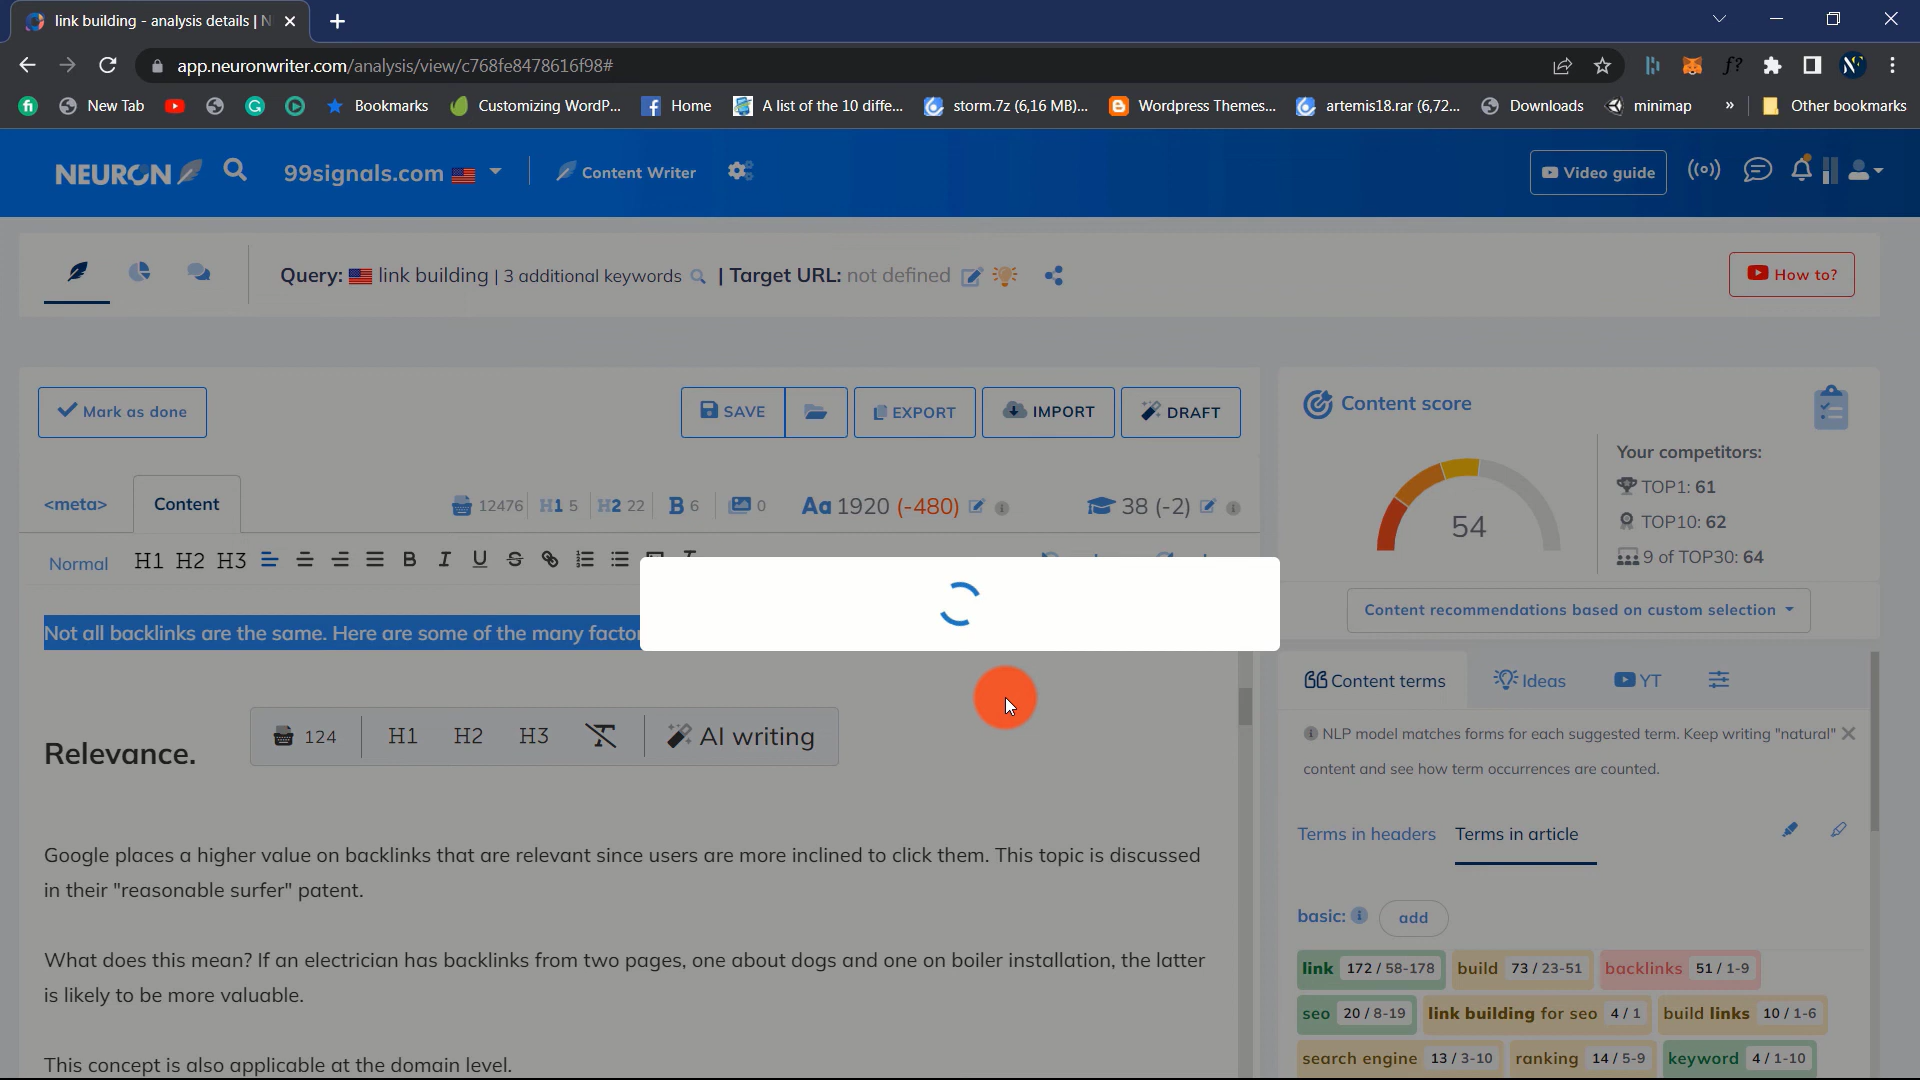 link building - analysis details | N
app.neuronwriter.com/analysis/view/c768fe8478616f98#
New Tab
Bookmarks
Customizing WordP...
Home
A list of the 10 diffe...
storm.7z (6,16 MB)...
Wordpress Themes...
artemis18.rar (6,72...
Downloads
minimap
»
Other bookmarks
NEURON
99signals.com
Content Writer
Video guide
Query: link building | 3 additional keywords | Target URL: not defined
How to?
Mark as done
SAVE
EXPORT
IMPORT
DRAFT
<meta>
Content
12476 H1 5 H2 22 B 6 0 Aa 1920 (-480) 38 (-2)
Normal H1 H2 H3 B I U S
Not all backlinks are the same. Here are some of the many facto
124 H1 H2 H3 AI writing
Relevance.
Google places a higher value on backlinks that are relevant since users are more inclined to click them. This topic is discussed
in their "reasonable surfer" patent.
What does this mean? If an electrician has backlinks from two pages, one about dogs and one on boiler installation, the latter
is likely to be more valuable.
This concept is also applicable at the domain level.
Content score
54
Your competitors:
TOP1: 61
TOP10: 62
9 of TOP30: 64
Content recommendations based on custom selection
Content terms
Ideas
YT
NLP model matches forms for each suggested term. Keep writing "natural"
content and see how term occurrences are counted.
Terms in headers
Terms in article
basic: add
link 172 / 58-178 build 73 / 23-51 backlinks 51 / 1-9
seo 20 / 8-19 link building for seo 4 / 1 build links 10 / 1-6
search engine 13 / 3-10 ranking 14 / 5-9 keyword 4 / 1-10